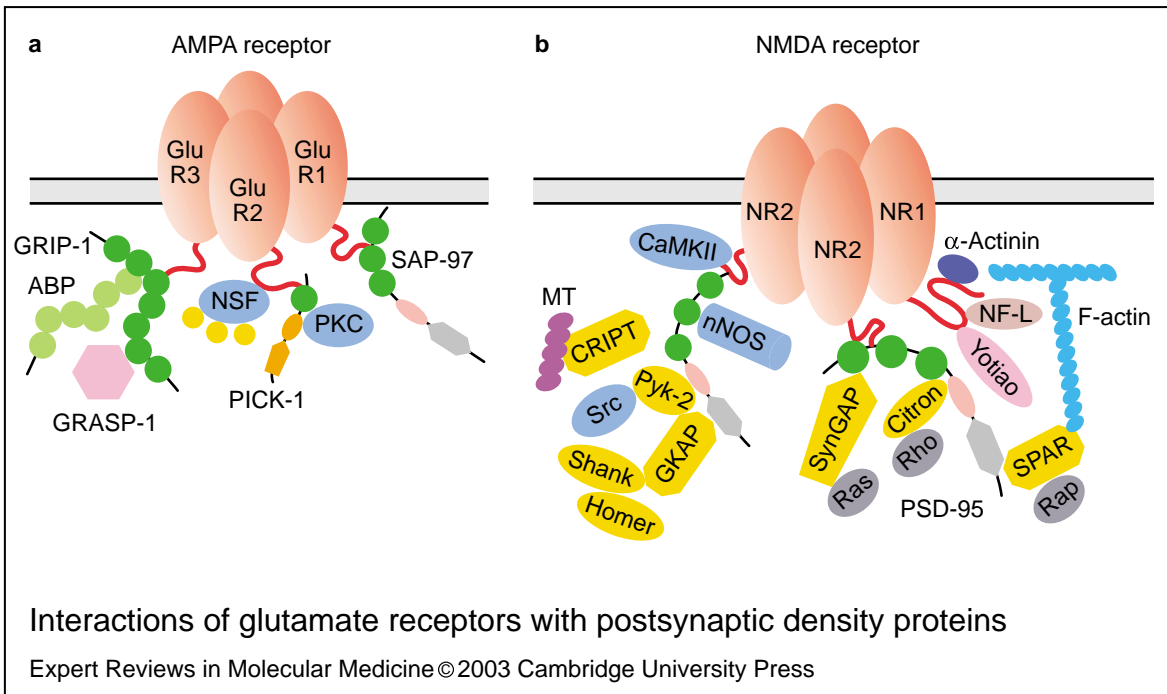 a
AMPA receptor
Glu
R3
Glu
R2
Glu
R1
GRIP-1
ABP
GRASP-1
NSF
PKC
PICK-1
SAP-97
b
NMDA receptor
NR2
NR2
NR1
CaMKII
MT
CRIPT
nNOS
Pyk-2
Src
GKAP
Shank
Homer
SynGAP
Ras
Citron
Rho
PSD-95
α-Actinin
NF-L
Yotiao
F-actin
SPAR
Rap
Interactions of glutamate receptors with postsynaptic density proteins
Expert Reviews in Molecular Medicine © 2003 Cambridge University Press